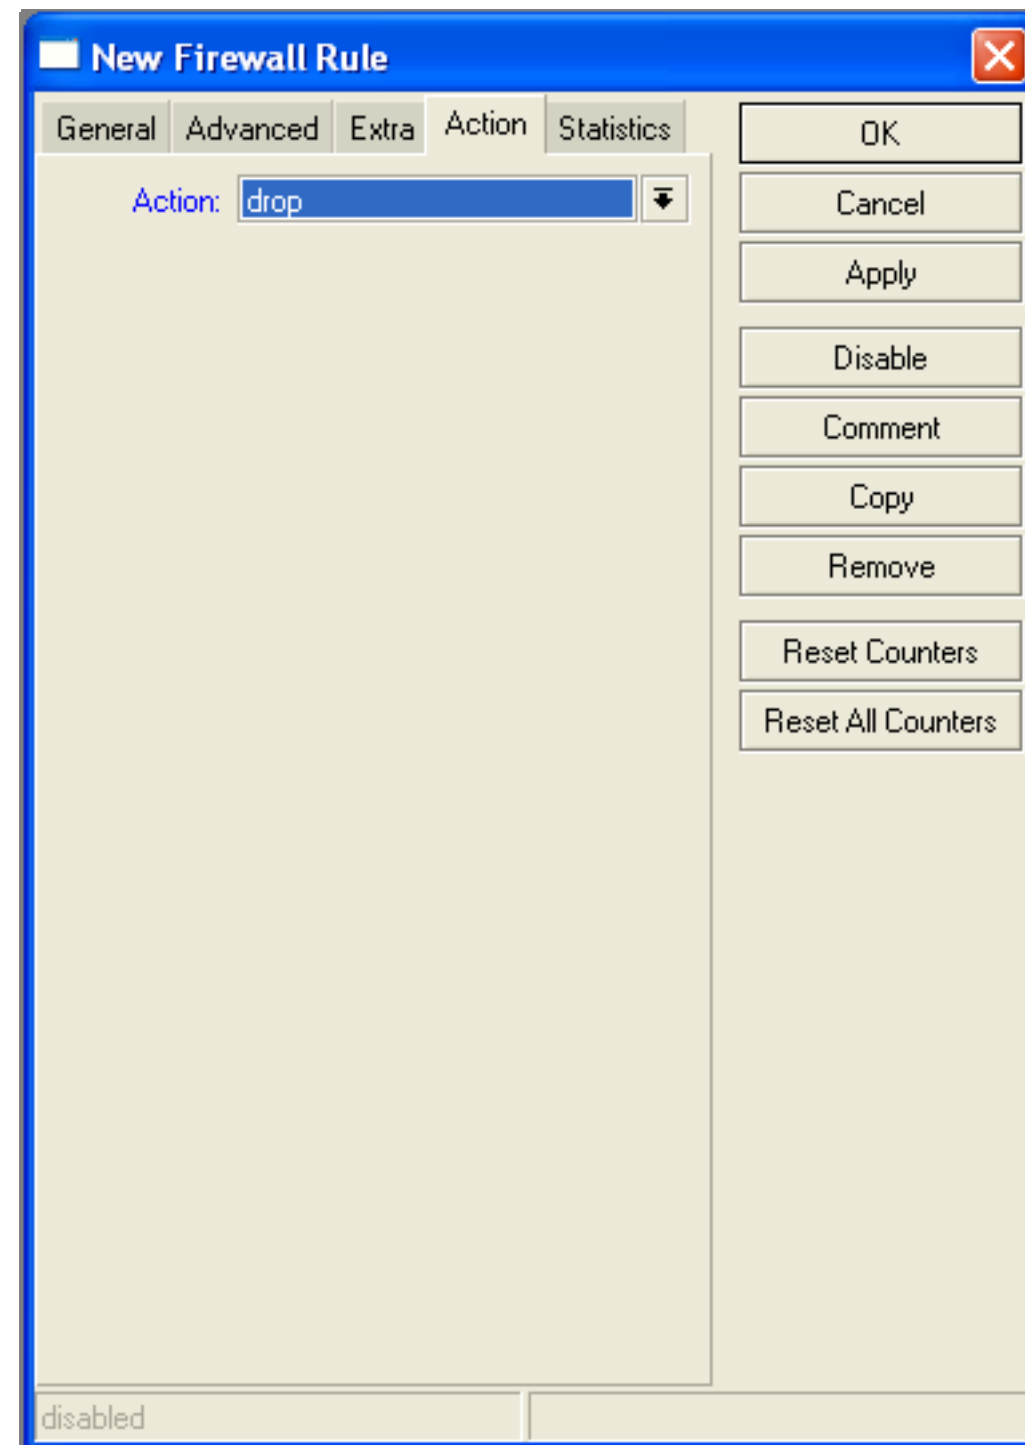 New Firewall Rule
General Advanced Extra Action Statistics
Action: drop
OK
Cancel
Apply
Disable
Comment
Copy
Remove
Reset Counters
Reset All Counters
disabled